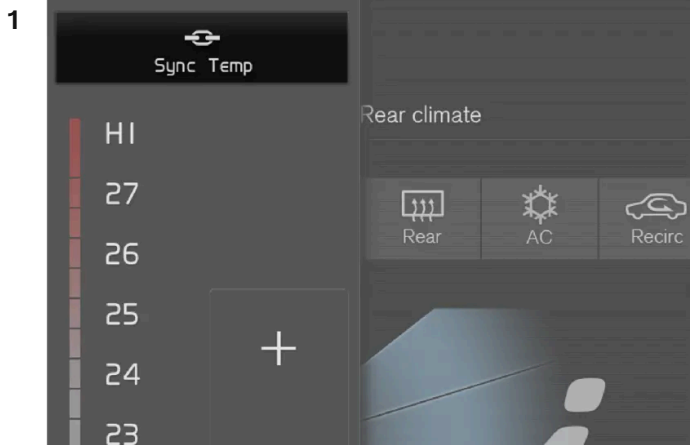 1
Sync Temp
Rear climate
HI
27
26
25
24
23
Rear
AC
Recirc
+